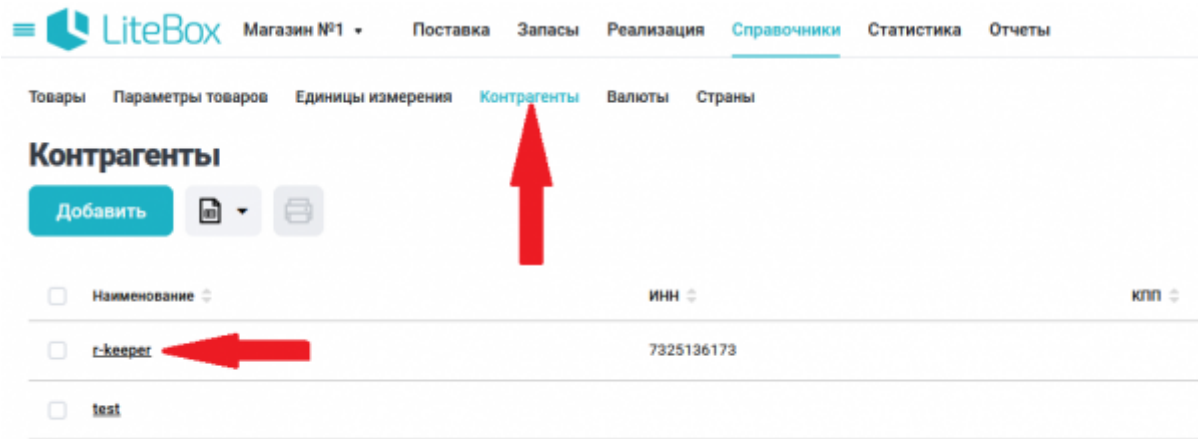 LiteBox Магазин №1 Поставка Запасы Реализация Справочники Статистика Отчеты
Товары Параметры товаров Единицы измерения Контрагенты Валюты Страны
Контрагенты
Добавить
Наименование ИНН КПП
r-keeper 7325136173
test